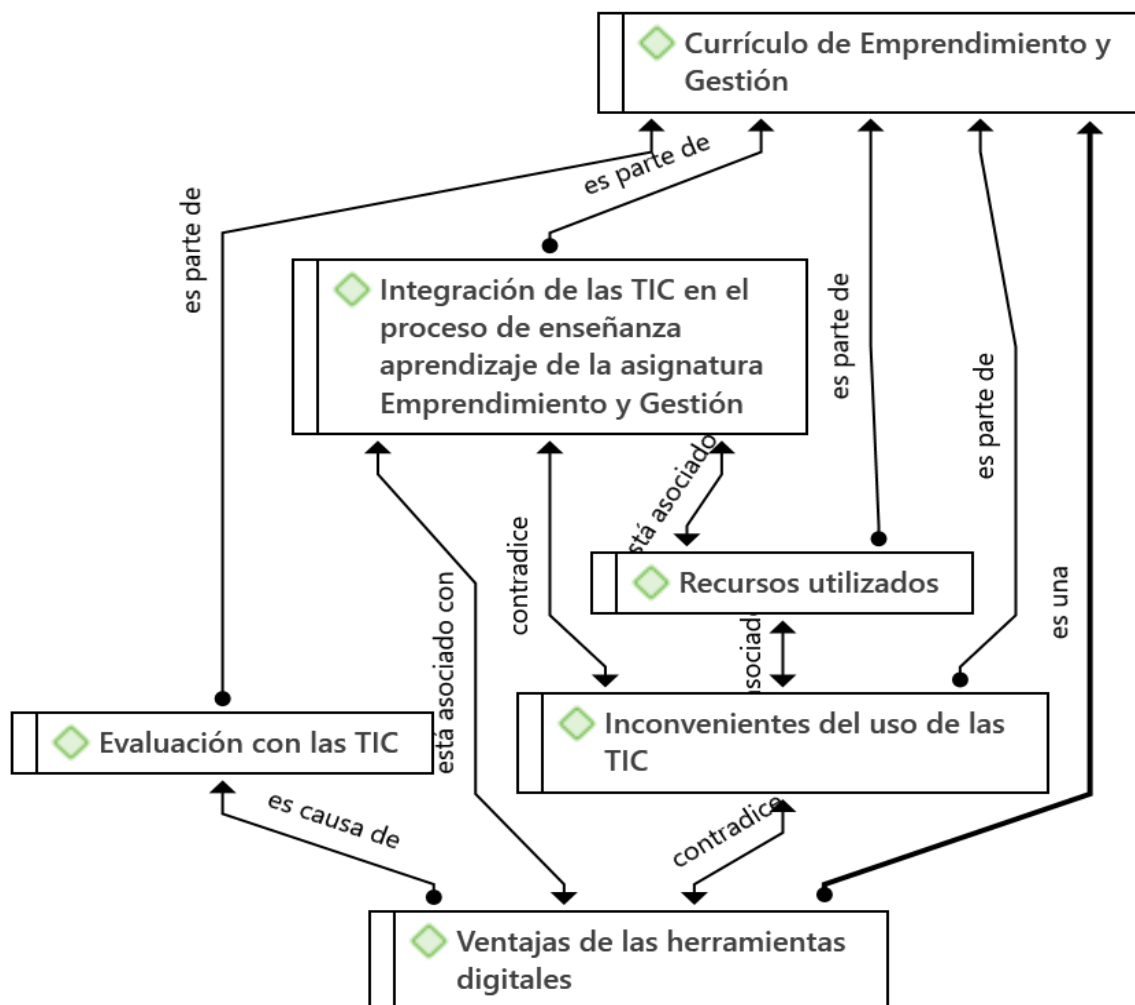 Currículo de Emprendimiento y
Gestión
es parte de
es parte de
Integración de las TIC en el
proceso de enseñanza
aprendizaje de la asignatura
Emprendimiento y Gestión
es parte de
es parte de
asociado
contradice
Recursos utilizados
es una
está asociado con
Inconvenientes del uso de las
TIC
Evaluación con las TIC
es causa de
contradice
Ventajas de las herramientas
digitales